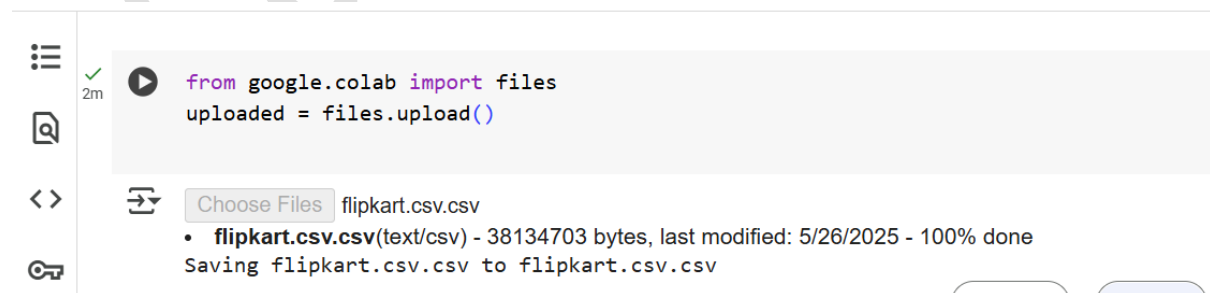 2m
from google.colab import files
uploaded = files.upload()
Choose Files flipkart.csv.csv
• flipkart.csv.csv(text/csv) - 38134703 bytes, last modified: 5/26/2025 - 100% done
Saving flipkart.csv.csv to flipkart.csv.csv